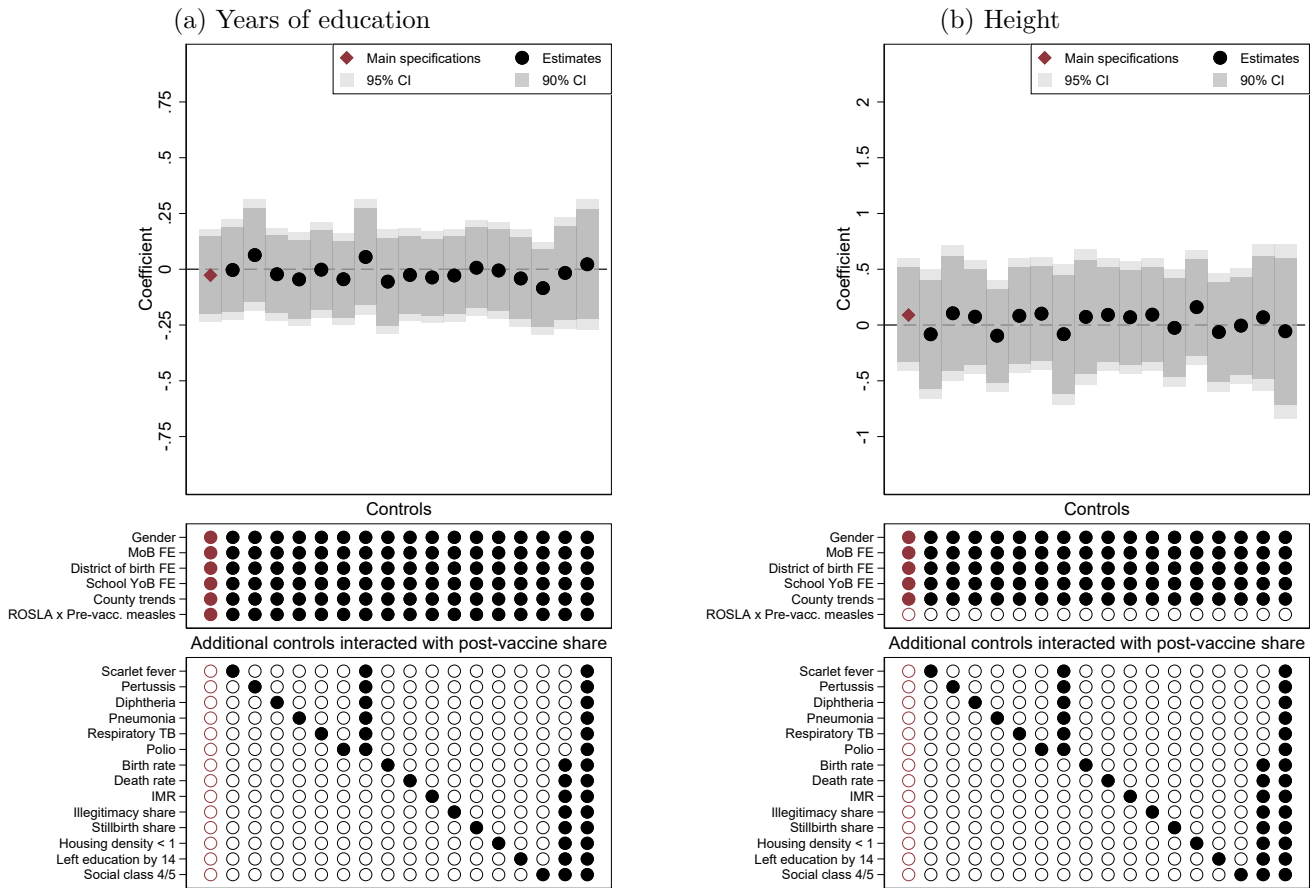 (a) Years of education
Main specifications
Estimates
95% CI
90% CI
Coefficient
.75
.5
.25
0
-.25
-.5
-.75
Controls
Gender
MoB FE
District of birth FE
School YoB FE
County trends
ROSLA x Pre-vacc. measles
Additional controls interacted with post-vaccine share
Scarlet fever
Pertussis
Diphtheria
Pneumonia
Respiratory TB
Polio
Birth rate
Death rate
IMR
Illegitimacy share
Stillbirth share
Housing density < 1
Left education by 14
Social class 4/5
(b) Height
Main specifications
Estimates
95% CI
90% CI
Coefficient
2
1.5
1
.5
0
-.5
-1
Controls
Gender
MoB FE
District of birth FE
School YoB FE
County trends
ROSLA x Pre-vacc. measles
Additional controls interacted with post-vaccine share
Scarlet fever
Pertussis
Diphtheria
Pneumonia
Respiratory TB
Polio
Birth rate
Death rate
IMR
Illegitimacy share
Stillbirth share
Housing density < 1
Left education by 14
Social class 4/5